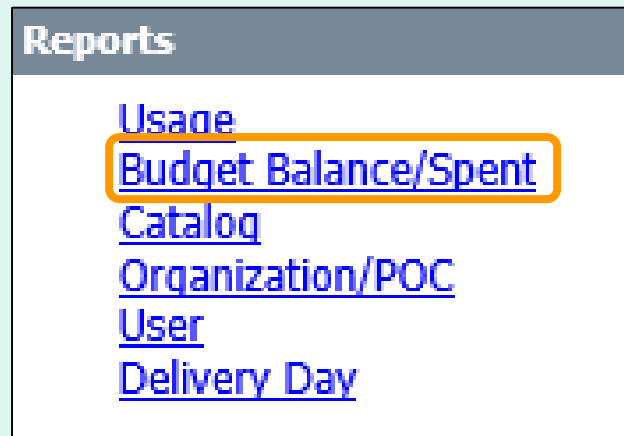 Reports
Usage
Budget Balance/Spent
Catalog
Organization/POC
User
Delivery Day